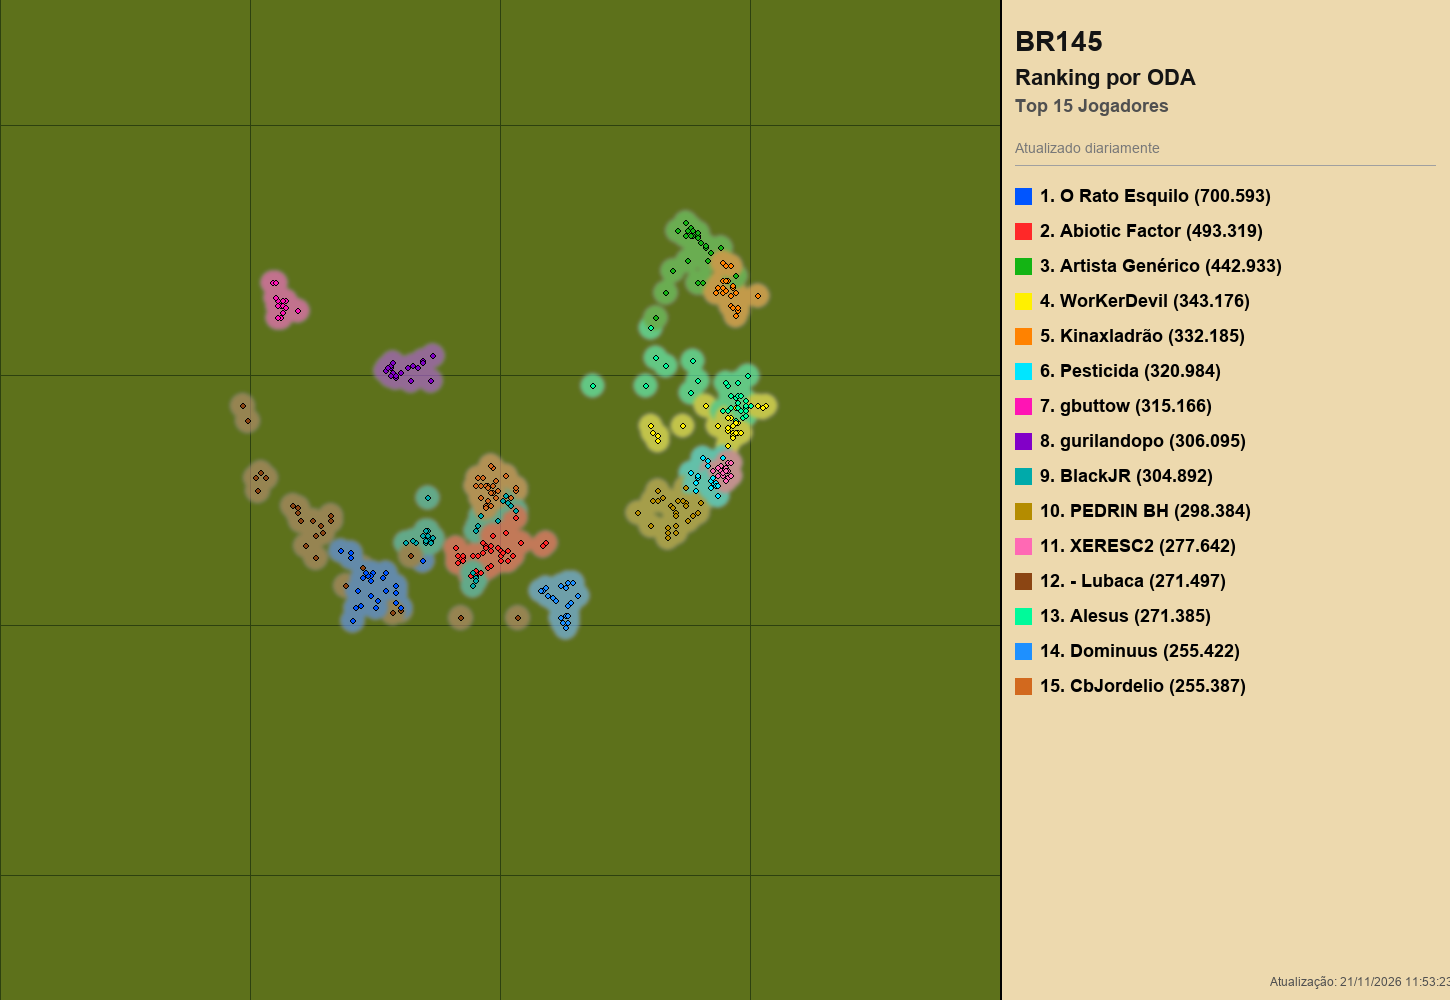 BR145
Ranking por ODA
Top 15 Jogadores
Atualizado diariamente
1. O Rato Esquilo (700.593)
2. Abiotic Factor (493.319)
3. Artista Genérico (442.933)
4. WorKerDevil (343.176)
5. Kinaxladrão (332.185)
6. Pesticida (320.984)
7. gbuttow (315.166)
8. gurilandopo (306.095)
9. BlackJR (304.892)
10. PEDRIN BH (298.384)
11. XERESC2 (277.642)
12. - Lubaca (271.497)
13. Alesus (271.385)
14. Dominuus (255.422)
15. CbJordelio (255.387)
Atualização: 21/11/2026 11:53:23